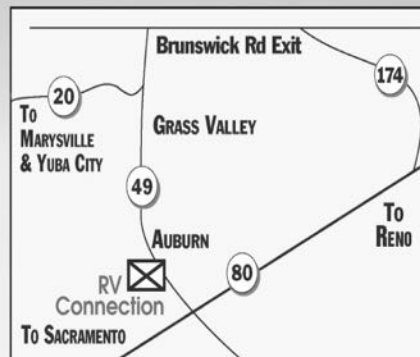 Brunswick Rd Exit
174
20
To
Marysville
& Yuba City
Grass Valley
49
Auburn
To
Reno
80
RV
Connection
To Sacramento